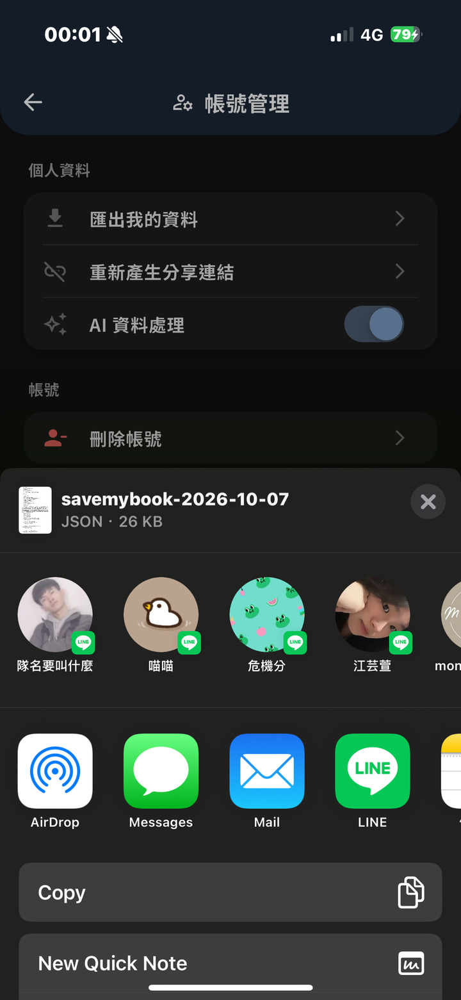 00:01
4G 79
帳號管理
個人資料
匯出我的資料
重新產生分享連結
AI 資料處理
帳號
刪除帳號
savemybook-2026-10-07
JSON · 26 KB
LINE LINE LINE LINE
隊名要叫什麼 喵喵 危機分 江芸萱 mon
LINE
AirDrop Messages Mail LINE
Copy
New Quick Note